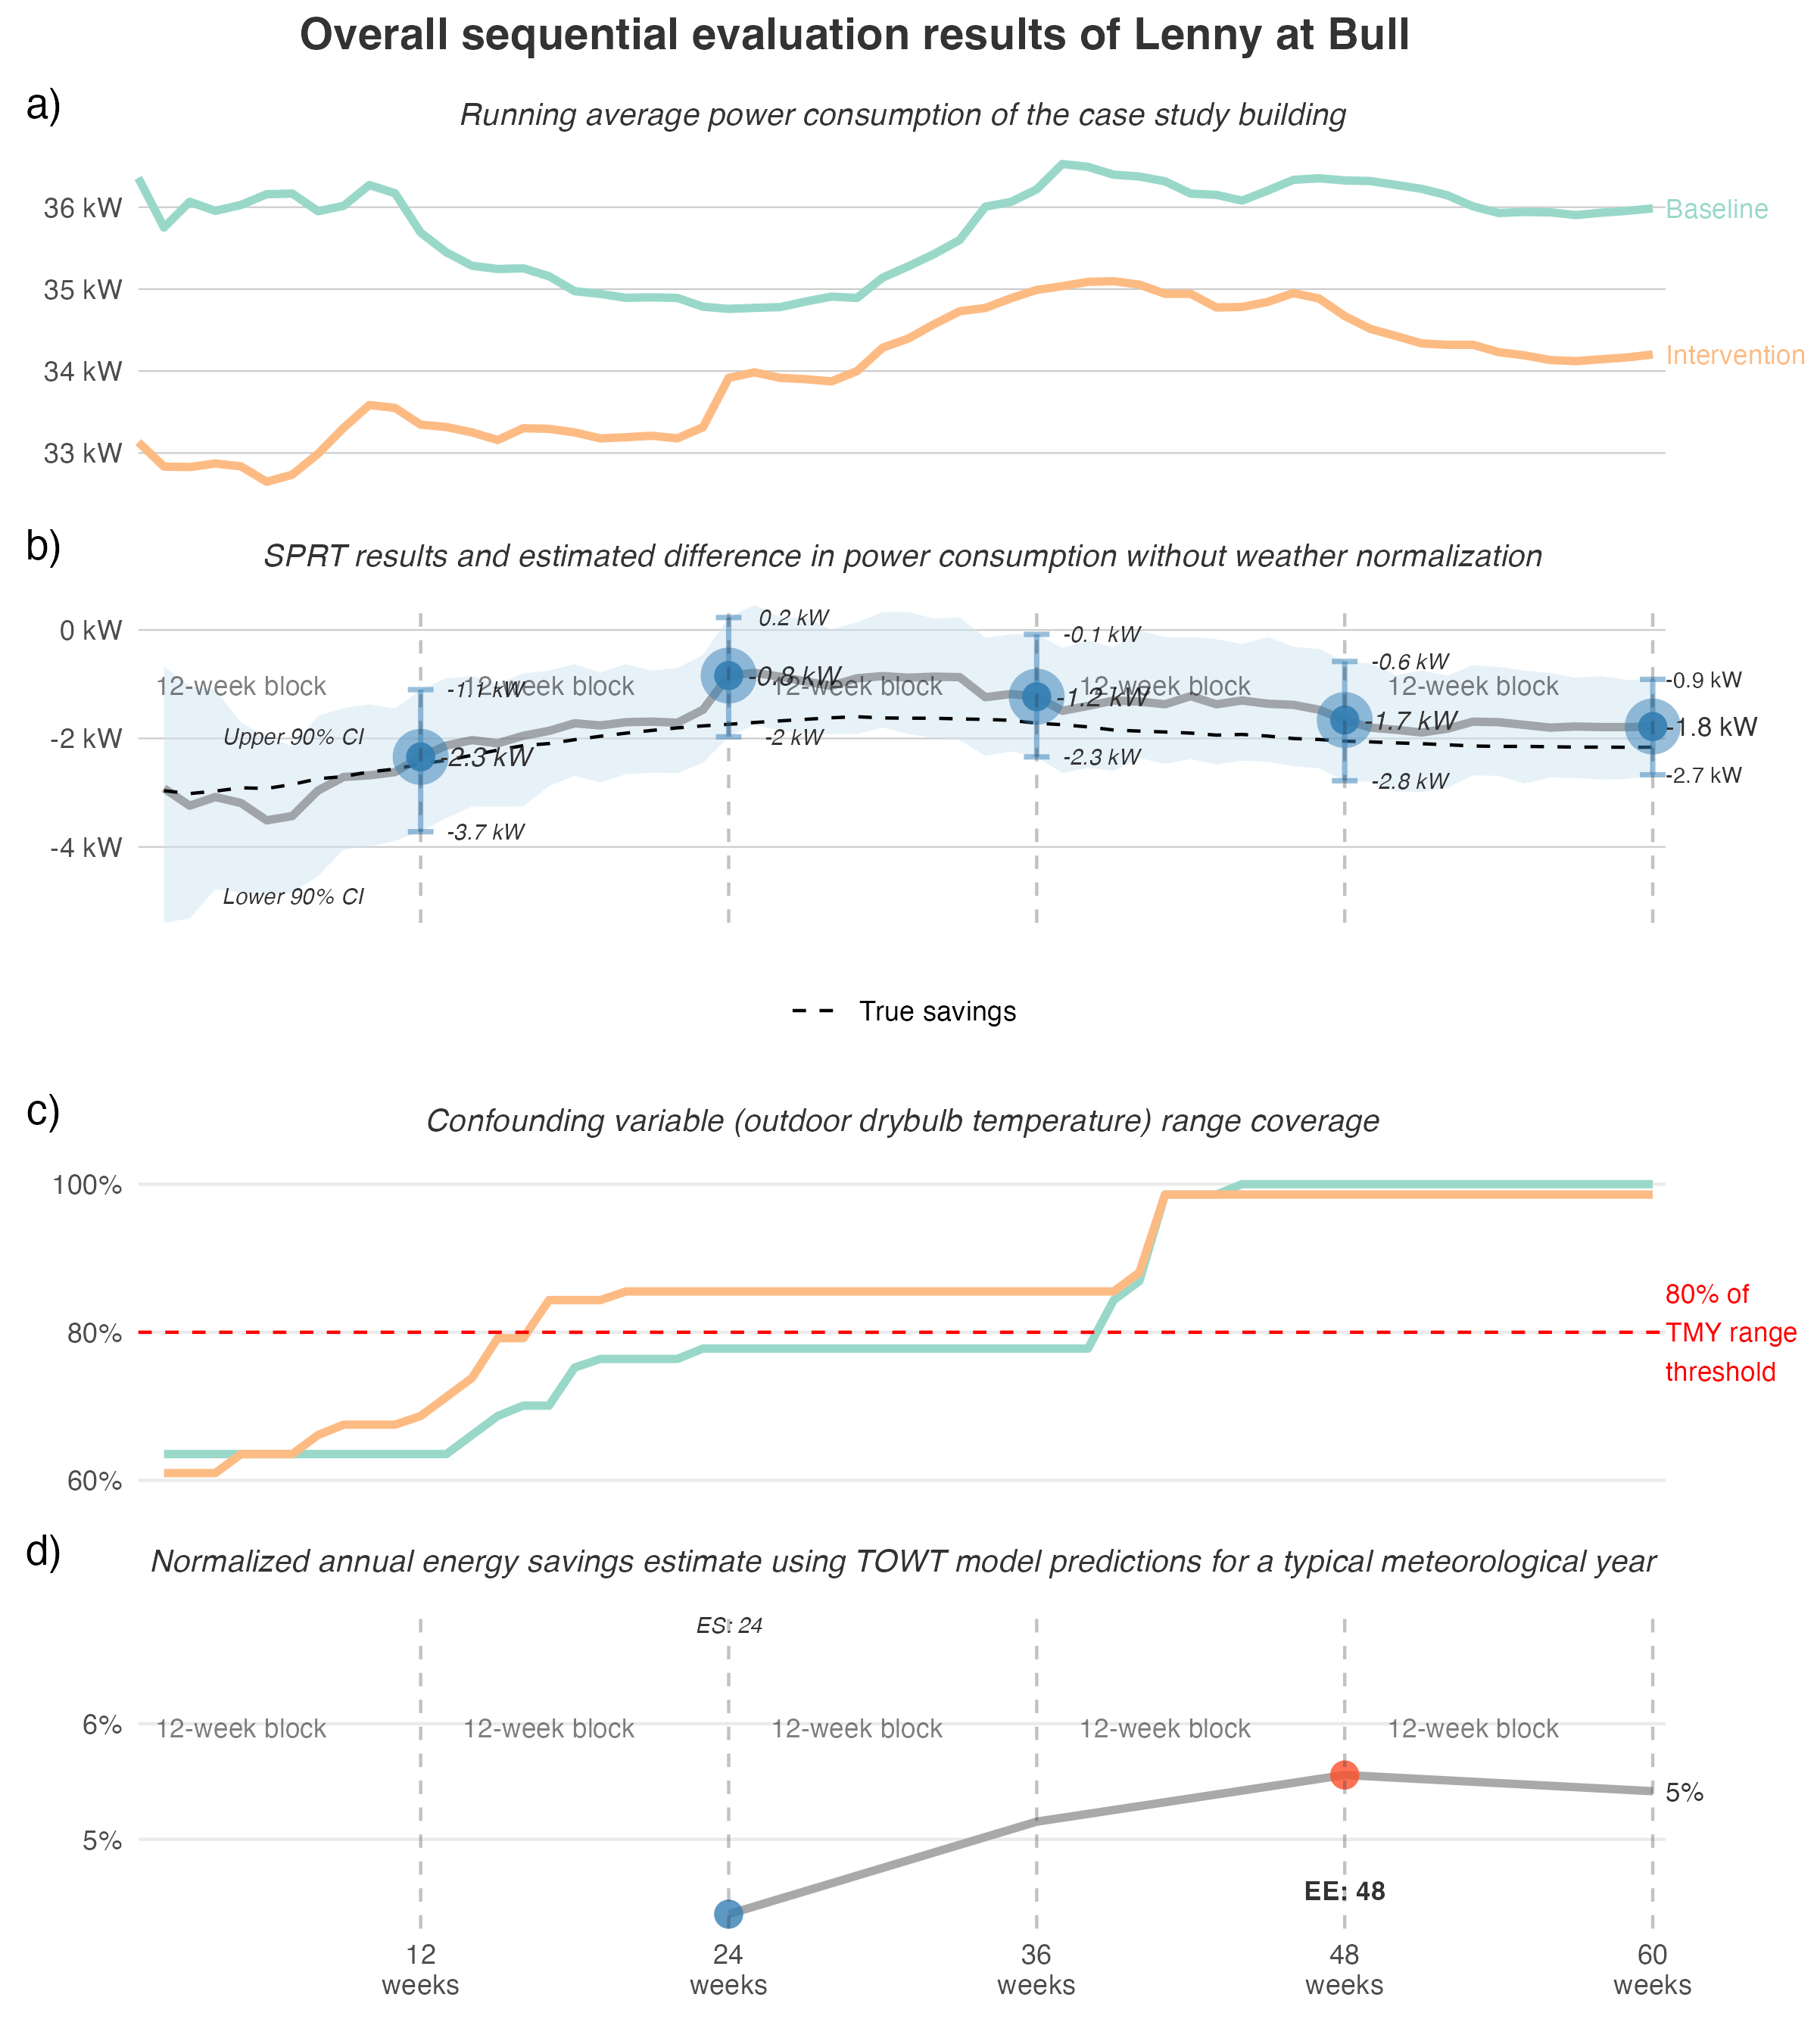 Overall sequential evaluation results of Lenny at Bull
a)
Running average power consumption of the case study building
36 kW
35 kW
34 kW
33 kW
Baseline
Intervention
b)
SPRT results and estimated difference in power consumption without weather normalization
0 kW
-2 kW
-4 kW
12-week block
12-week block
12-week block
12-week block
12-week block
Upper 90% CI
Lower 90% CI
-1.1 kW
-2.3 kW
-3.7 kW
0.2 kW
-0.8 kW
-2 kW
-0.1 kW
-1.2 kW
-2.3 kW
-0.6 kW
-1.7 kW
-2.8 kW
-0.9 kW
-1.8 kW
-2.7 kW
True savings
c)
Confounding variable (outdoor drybulb temperature) range coverage
100%
80%
60%
80% of
TMY range
threshold
d)
Normalized annual energy savings estimate using TOWT model predictions for a typical meteorological year
ES: 24
6%
5%
12-week block
12-week block
12-week block
12-week block
12-week block
5%
EE: 48
12
weeks
24
weeks
36
weeks
48
weeks
60
weeks